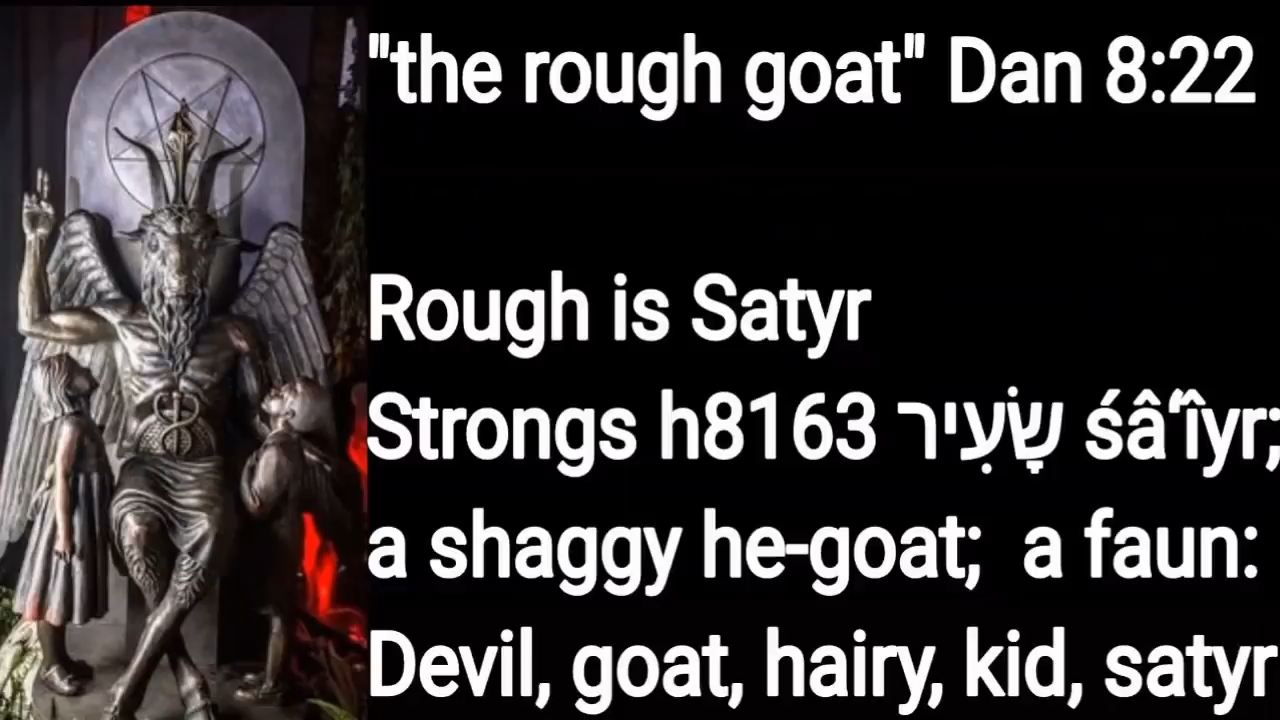 "the rough goat" Dan 8:22
Rough is Satyr
Strongs h8163 שָׂעִיר śâʻîyr;
a shaggy he-goat; a faun:
Devil, goat, hairy, kid, satyr